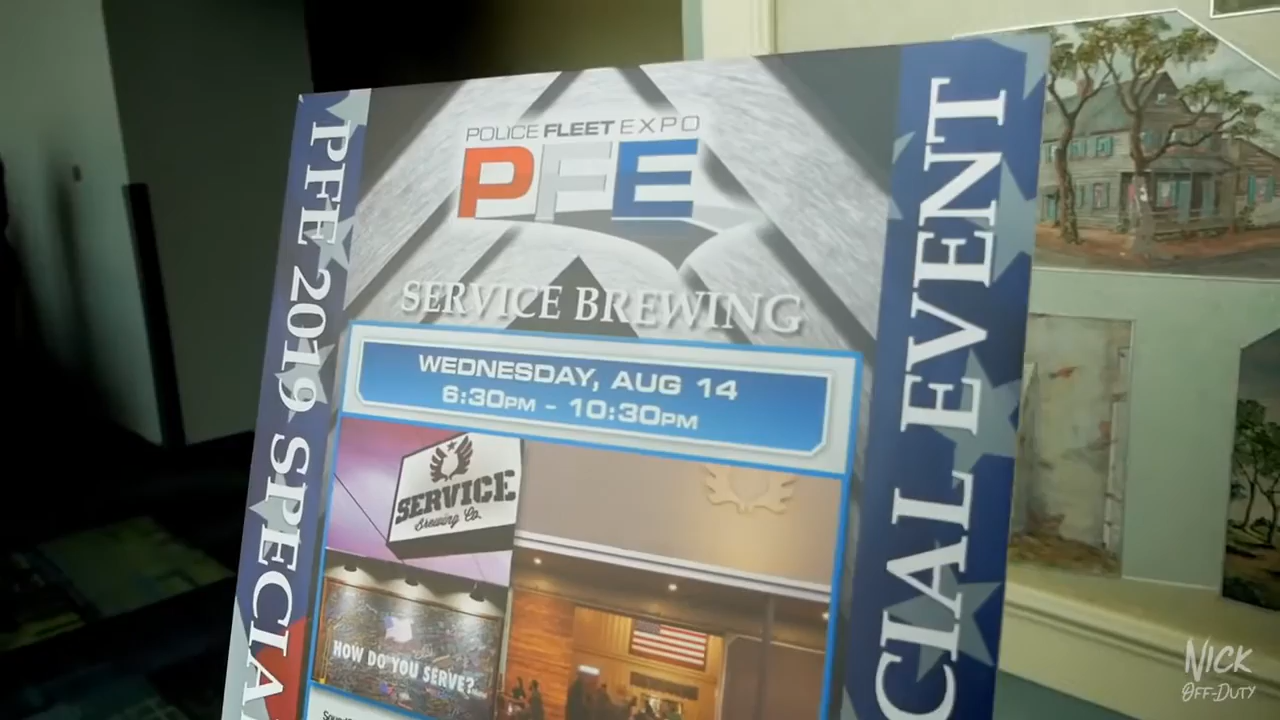 POLICE FLEET EXPO
PFE
SERVICE BREWING
WEDNESDAY, AUG 14
6:30PM - 10:30PM
SERVICE
Brewing Co.
HOW DO YOU SERVE?
PFE 2019 SPECIA
CIAL EVENT
NICK
OFF-DUTY